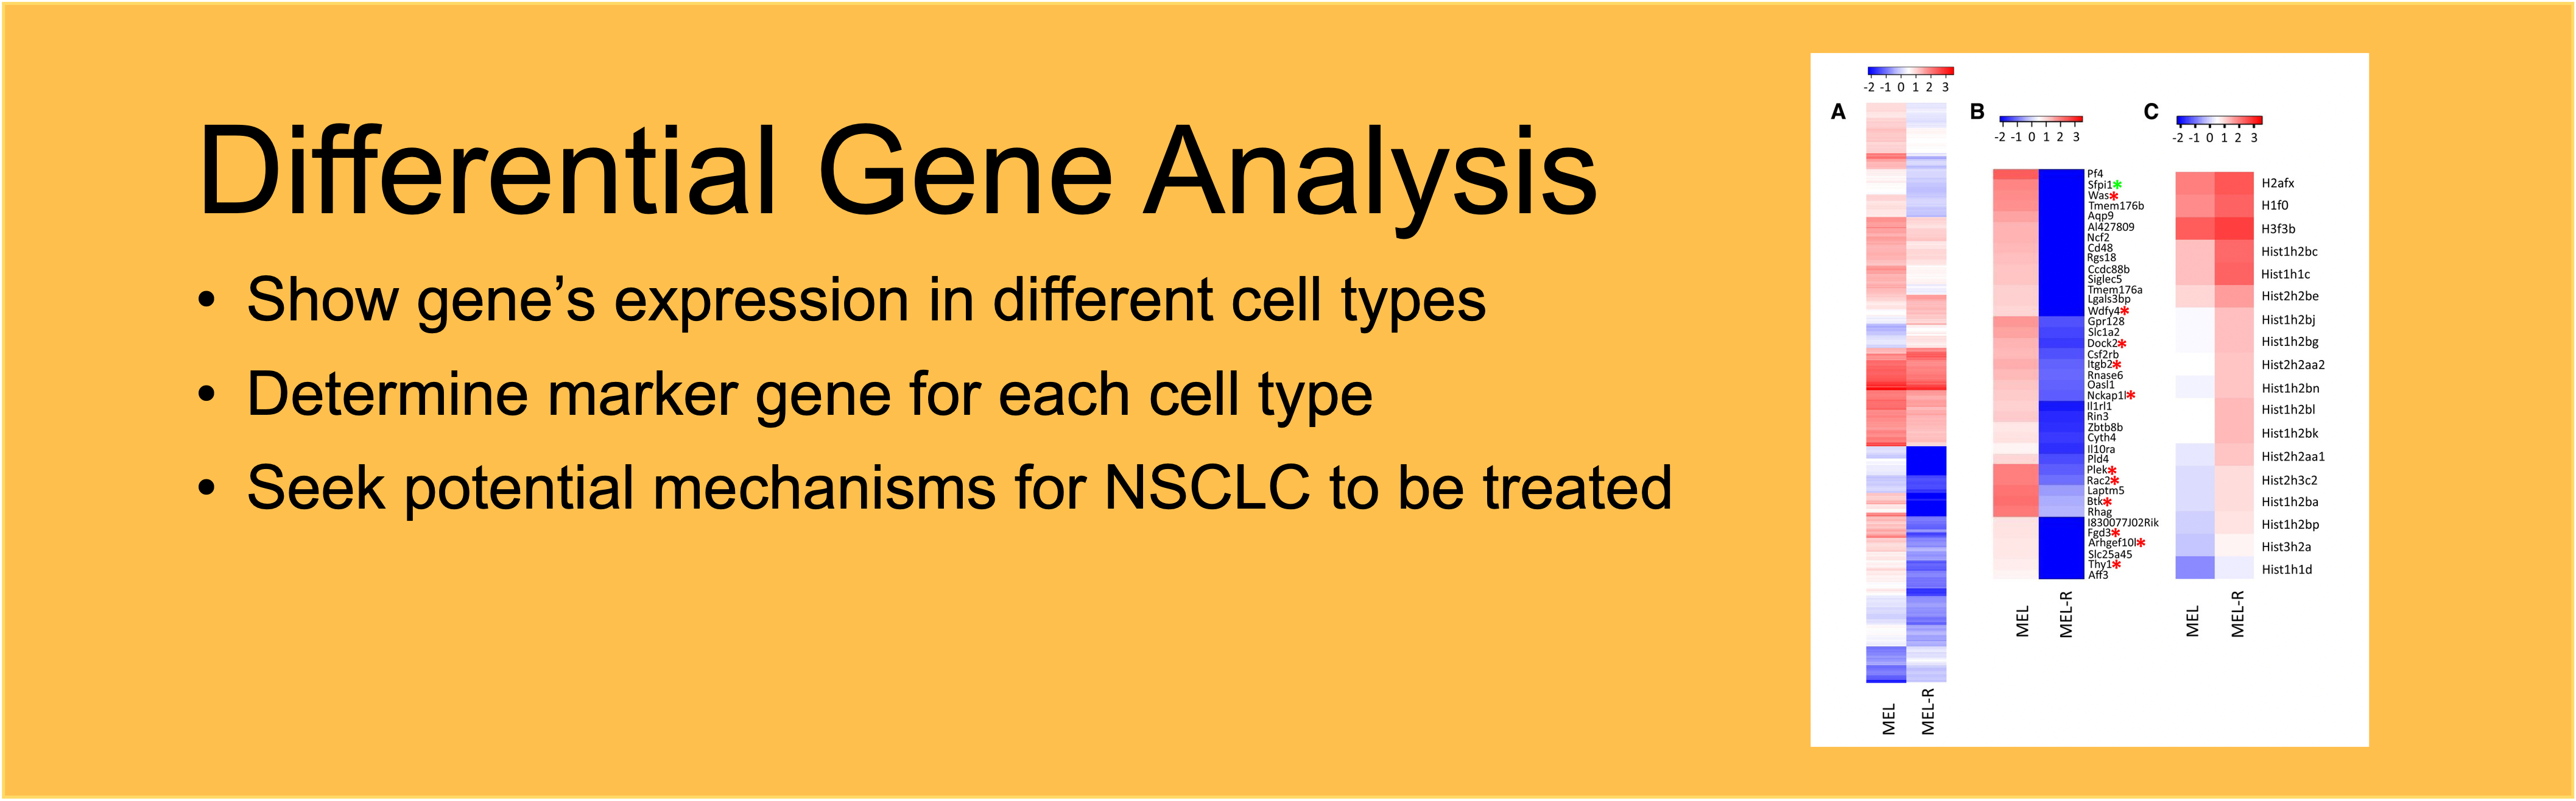 Differential Gene Analysis
• Show gene’s expression in different cell types
• Determine marker gene for each cell type
• Seek potential mechanisms for NSCLC to be treated
-2 -1 0 1 2 3
A
MEL
MEL-R
B
-2 -1 0 1 2 3
Pf4
Sfpi1*
Was*
Tmem176b
Aqp9
AI427809
Ncf2
Cd48
Rgs18
Ccdc88b
Siglec5
Tmem176a
Lgals3bp
Wdfy4*
Gpr128
Slc1a2
Dock2*
Csf2rb
Itgb2*
Rnase6
Oasl1
Nckap1l*
Il1rl1
Rin3
Zbtb8b
Cyth4
Il10ra
Pld4
Plek*
Rac2*
Laptm5
Btk*
Rhag
I830077J02Rik
Fgd3*
Arhgef10l*
Slc25a45
Thy1*
Aff3
MEL
MEL-R
C
-2 -1 0 1 2 3
H2afx
H1f0
H3f3b
Hist1h2bc
Hist1h1c
Hist2h2be
Hist1h2bj
Hist1h2bg
Hist2h2aa2
Hist1h2bn
Hist1h2bl
Hist1h2bk
Hist2h2aa1
Hist2h3c2
Hist1h2ba
Hist1h2bp
Hist3h2a
Hist1h1d
MEL
MEL-R